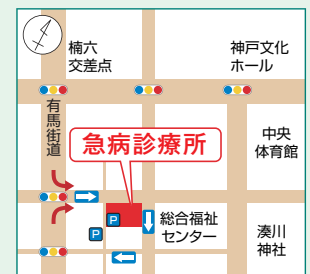 楠六
交差点
神戸文化
ホール
有馬街道
急病診療所
中央
体育館
P
総合福祉
センター
P
湊川
神社